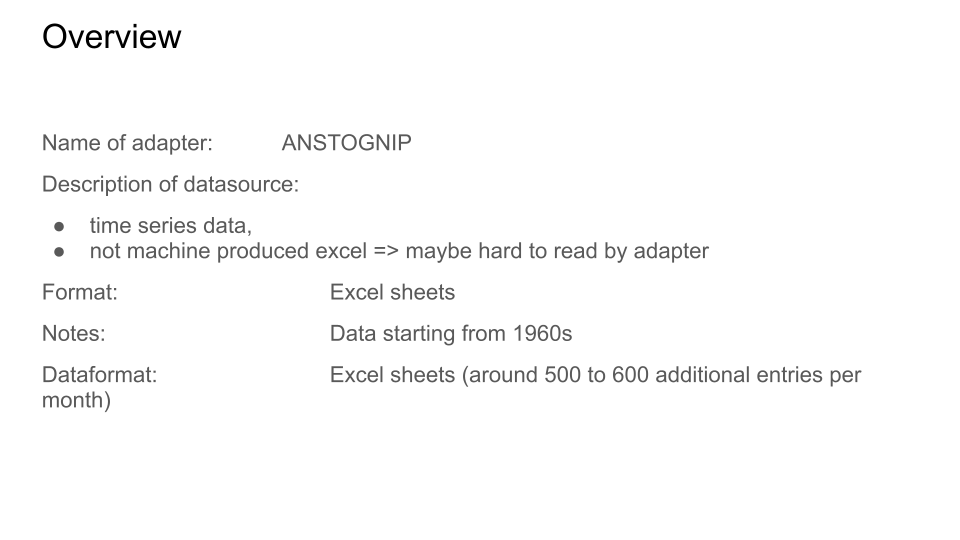 Overview
Name of adapter: ANSTOGNIP
Description of datasource:
● time series data,
● not machine produced excel => maybe hard to read by adapter
Format: Excel sheets
Notes: Data starting from 1960s
Dataformat: Excel sheets (around 500 to 600 additional entries per
month)